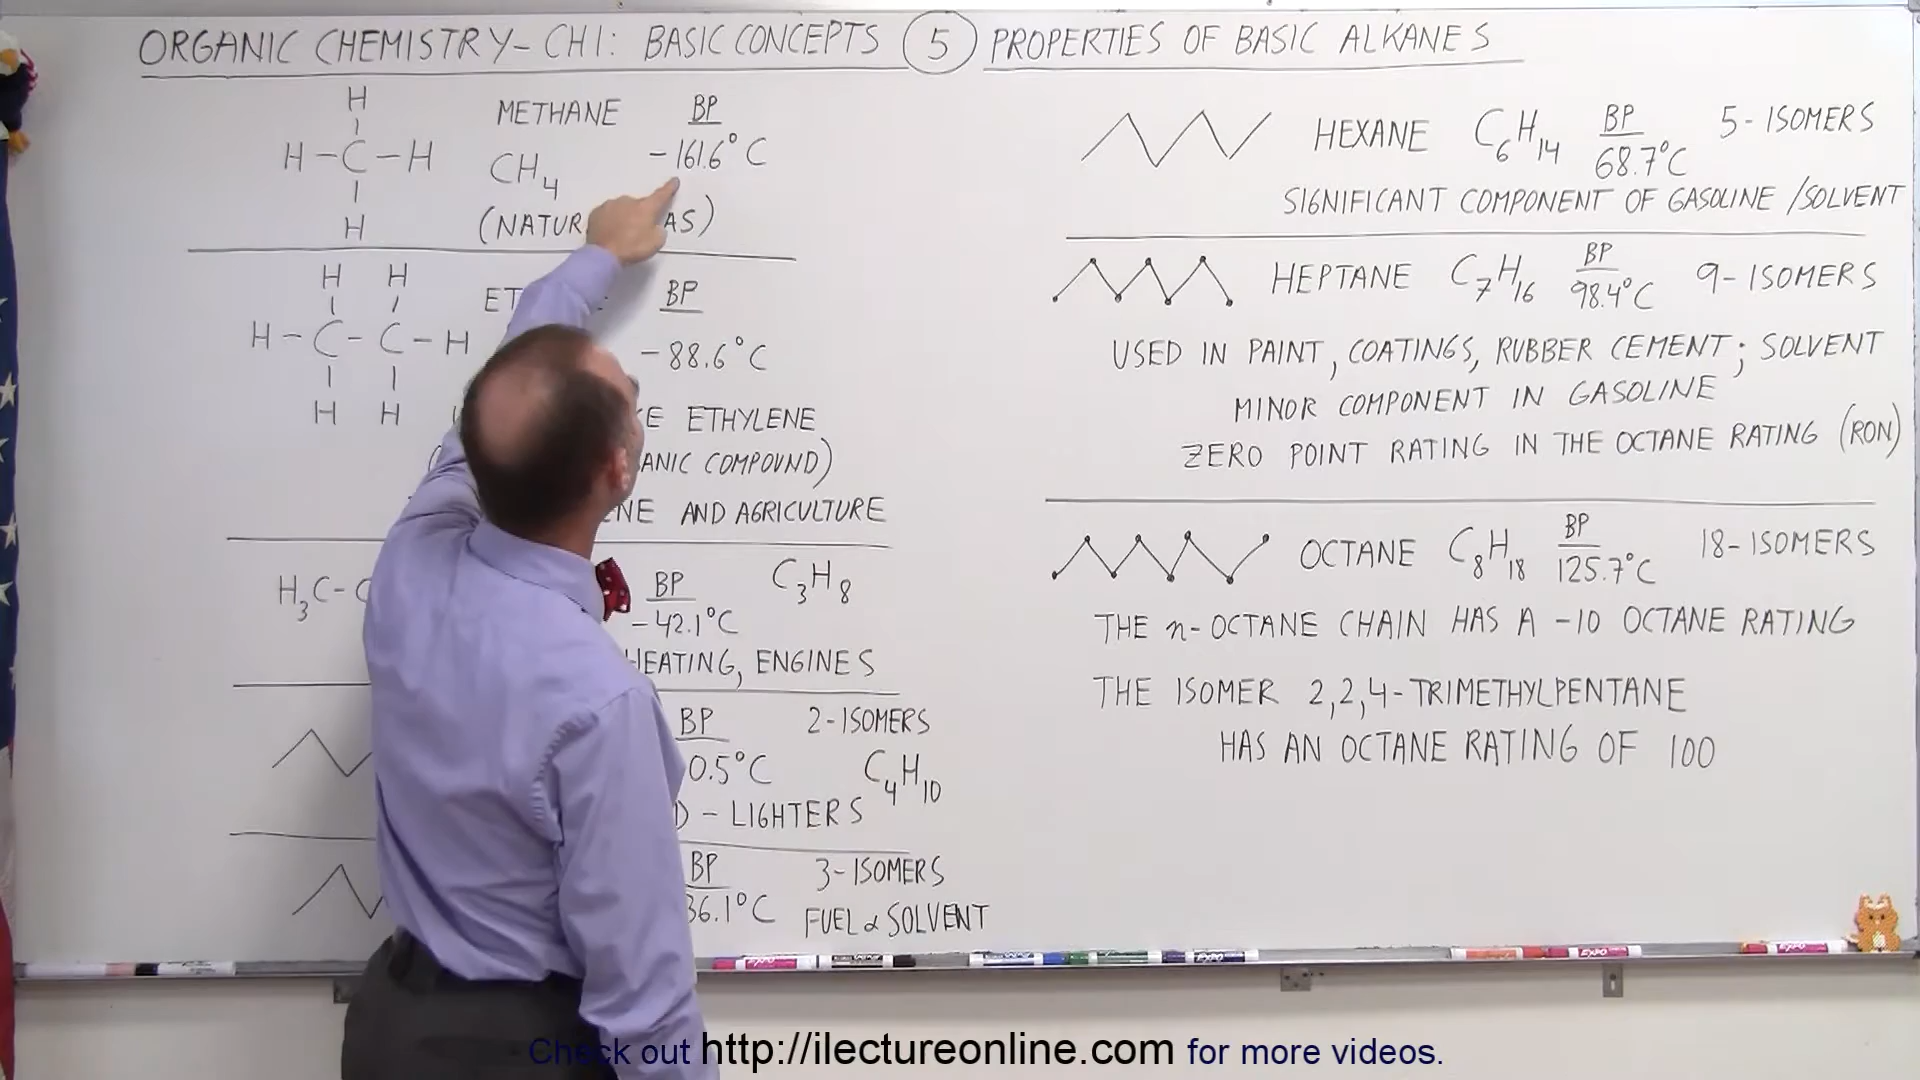 ORGANIC CHEMISTRY - CH1: BASIC CONCEPTS (5) PROPERTIES OF BASIC ALKANES
H
H - C - H
H
METHANE
CH4
BP
-161.6°C
H H
H - C - C - H
H H
BP
-88.6°C
ETHYLENE
COMPOUND)
AND AGRICULTURE
H3C-C
BP
-42.1°C
C3H8
HEATING, ENGINES
BP
0.5°C
2-ISOMERS
C4H10
- LIGHTERS
BP
36.1°C
3-ISOMERS
FUEL & SOLVENT
HEXANE C6H14 BP 68.7°C 5-ISOMERS
SIGNIFICANT COMPONENT OF GASOLINE / SOLVENT
HEPTANE C7H16 BP 98.4°C 9-ISOMERS
USED IN PAINT, COATINGS, RUBBER CEMENT; SOLVENT
MINOR COMPONENT IN GASOLINE
ZERO POINT RATING IN THE OCTANE RATING (RON)
OCTANE C8H18 BP 125.7°C 18-ISOMERS
THE n-OCTANE CHAIN HAS A -10 OCTANE RATING
THE ISOMER 2,2,4-TRIMETHYLPENTANE
HAS AN OCTANE RATING OF 100
Check out http://ilectureonline.com for more videos.